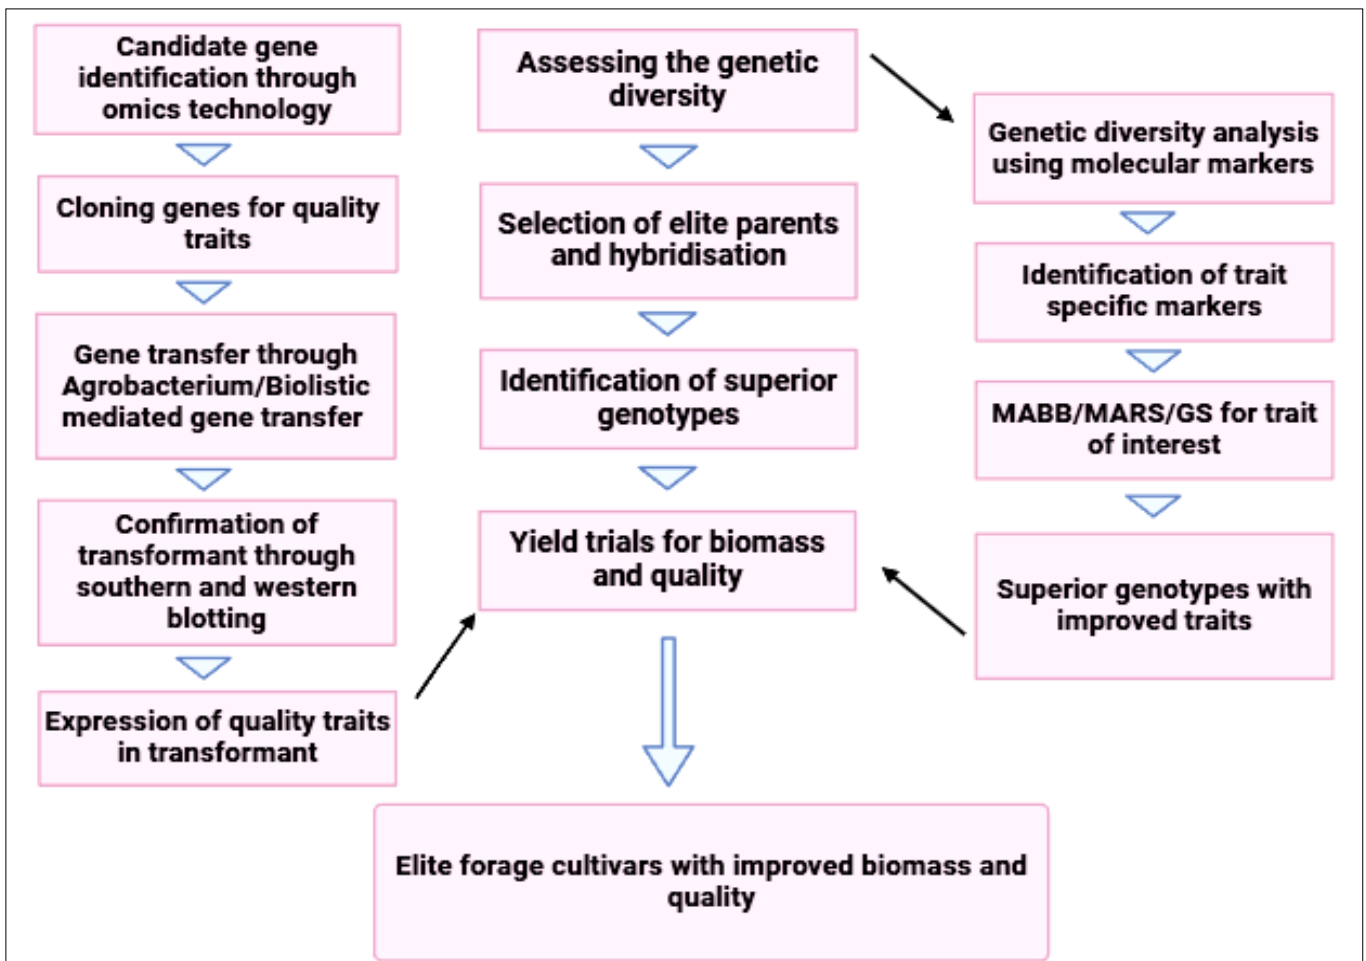 Candidate gene
identification through
omics technology
Cloning genes for quality
traits
Gene transfer through
Agrobacterium/Biolistic
mediated gene transfer
Confirmation of
transformant through
southern and western
blotting
Expression of quality traits
in transformant
Assessing the genetic
diversity
Selection of elite parents
and hybridisation
Identification of superior
genotypes
Yield trials for biomass
and quality
Genetic diversity analysis
using molecular markers
Identification of trait
specific markers
MABB/MARS/GS for trait
of interest
Superior genotypes with
improved traits
Elite forage cultivars with improved biomass and
quality